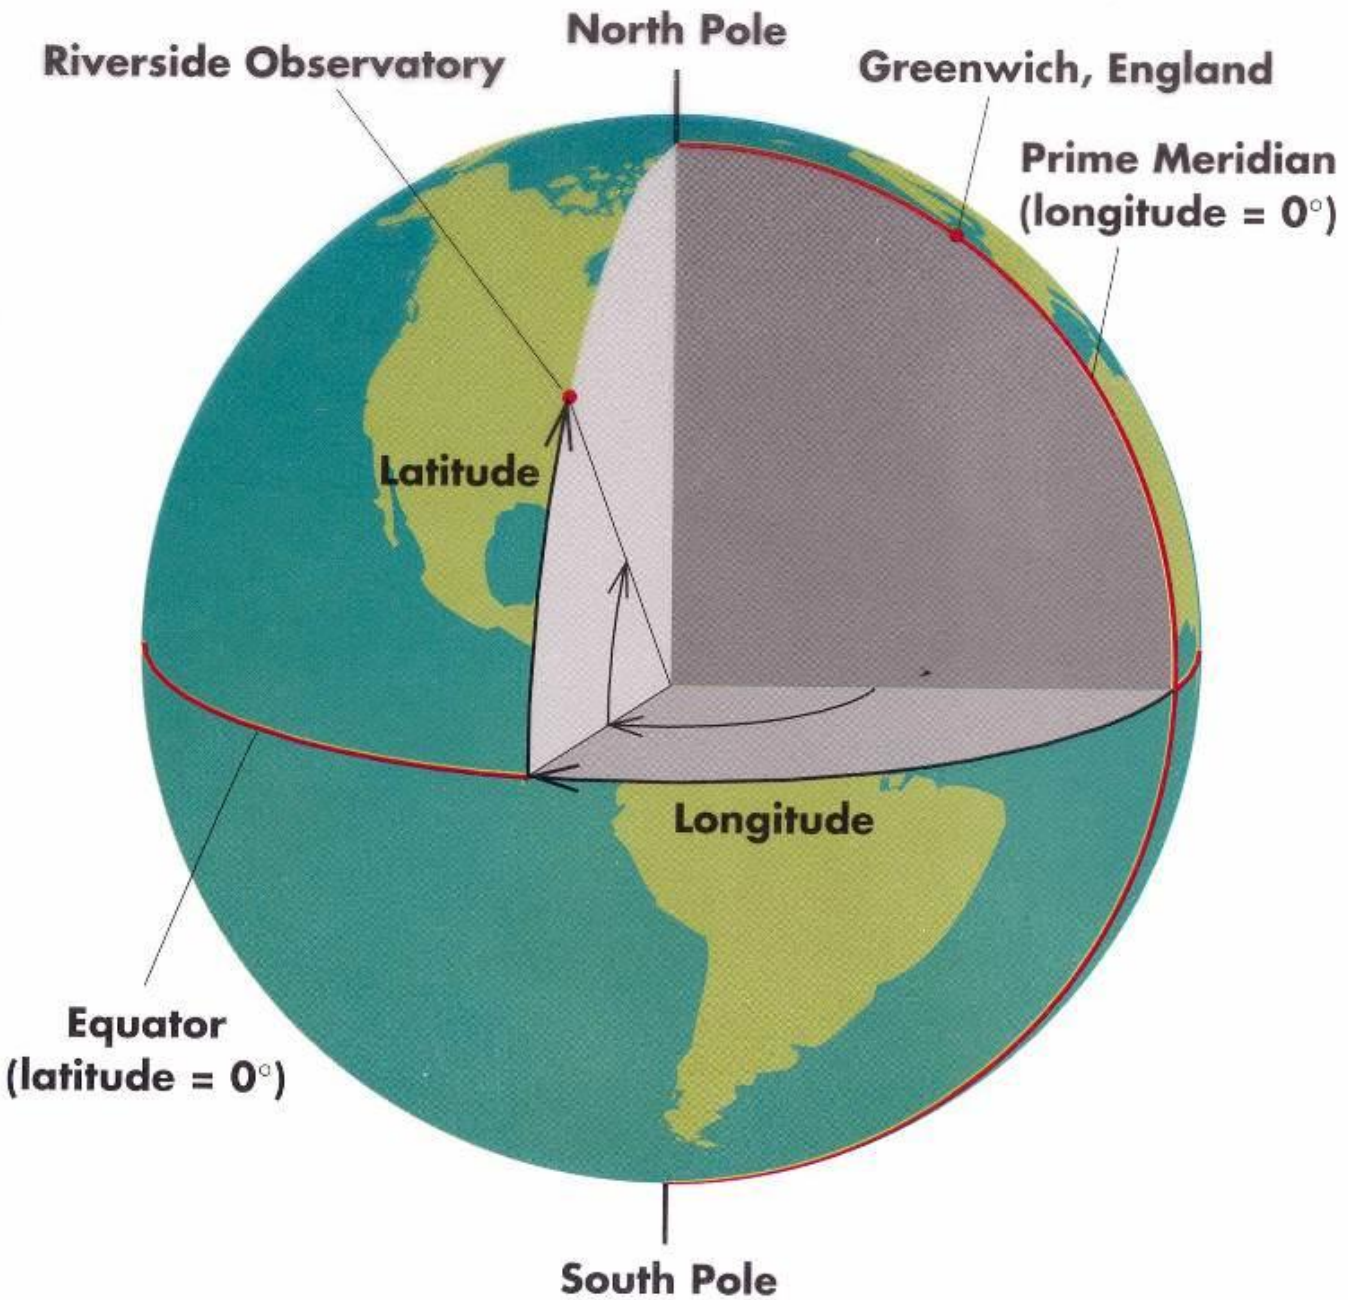 North Pole
Riverside Observatory
Greenwich, England
Prime Meridian
(longitude = 0°)
Latitude
Longitude
Equator
(latitude = 0°)
South Pole